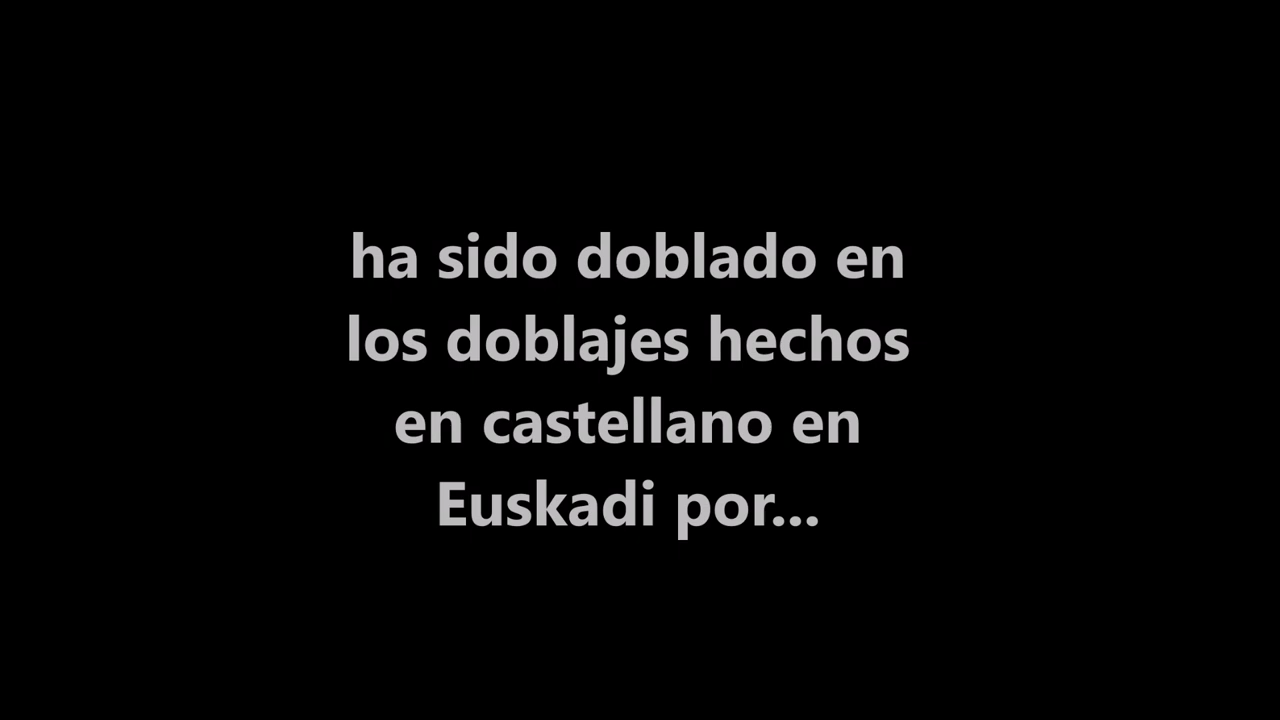 ha sido doblado en
los doblajes hechos
en castellano en
Euskadi por...